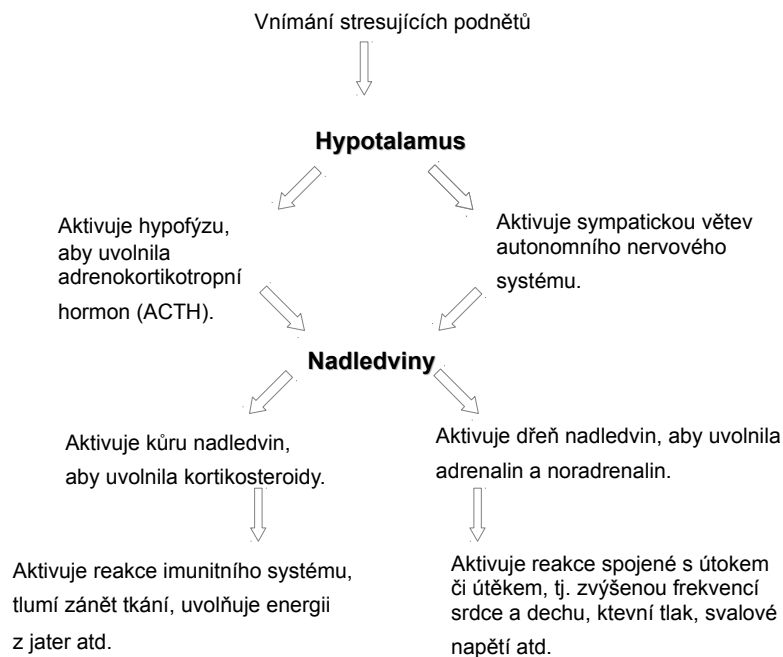 Vnímání stresujících podnětů
Hypotalamus
Aktivuje hypofýzu,
aby uvolnila
adrenokortikotropní
hormon (ACTH).
Aktivuje sympatickou větev
autonomního nervového
systému.
Nadledviny
Aktivuje kůru nadledvin,
aby uvolnila kortikosteroidy.
Aktivuje dřeň nadledvin, aby uvolnila
adrenalin a noradrenalin.
Aktivuje reakce imunitního systému,
tlumí zánět tkání, uvolňuje energii
z jater atd.
Aktivuje reakce spojené s útokem
či útěkem, tj. zvýšenou frekvencí
srdce a dechu, ktevní tlak, svalové
napětí atd.